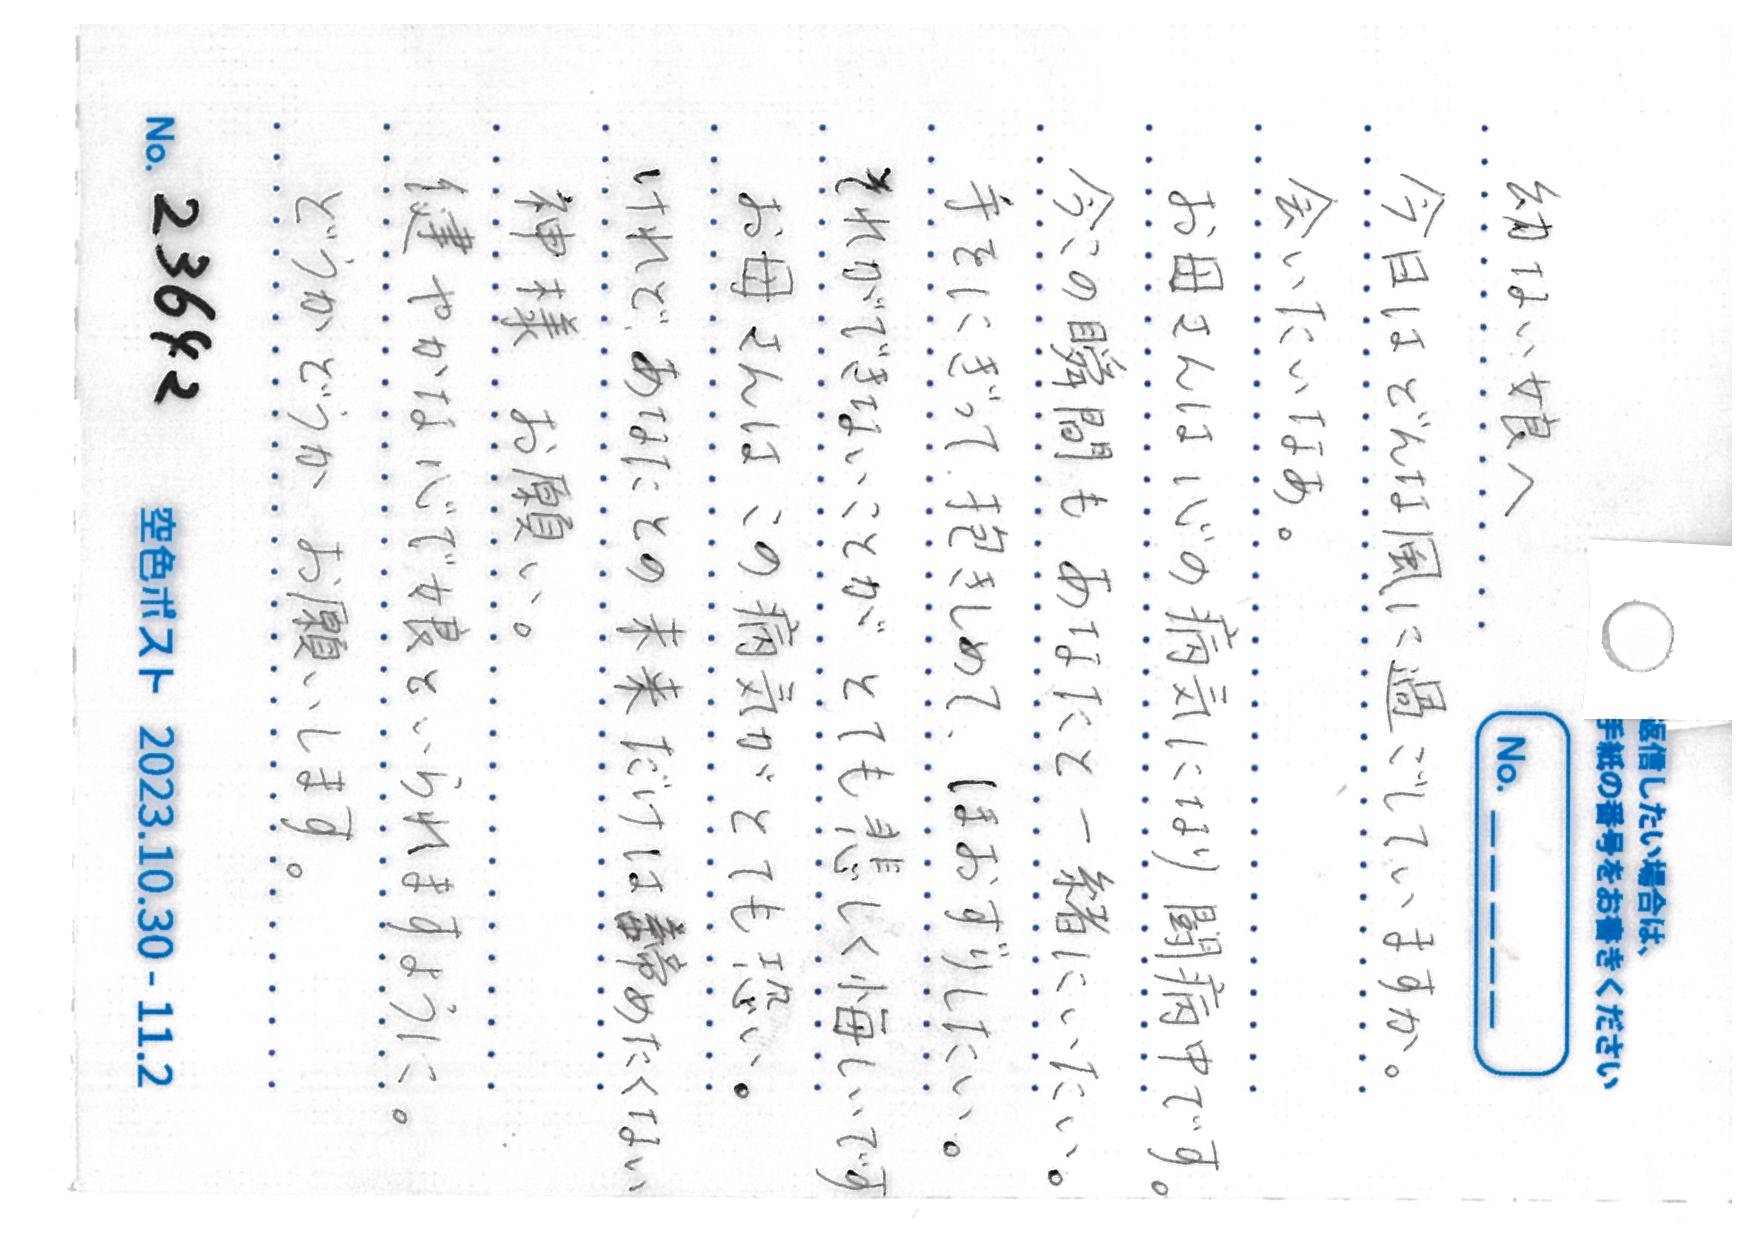 返信したい場合は、
手紙の番号をお書きください
No. _ _ _ _ _
幼ない娘へ
今日はどんな風に過ごしていますか。
会いたいなあ。
お母さんは心の病気になり闘病中です。
今この瞬間も あなたと一緒にいたい。
手をにぎって、抱きしめて、ほおずりしたい。
それができないことが とても悲しく悔しいです
お母さんは この病気が とても恐い。
けれど、あなたとの未来だけは諦めたくない
神様 お願い。
健やかな心で娘といられますように。
どうかどうか お願いします。
No. 23642
空色ポスト 2023.10.30 - 11.2